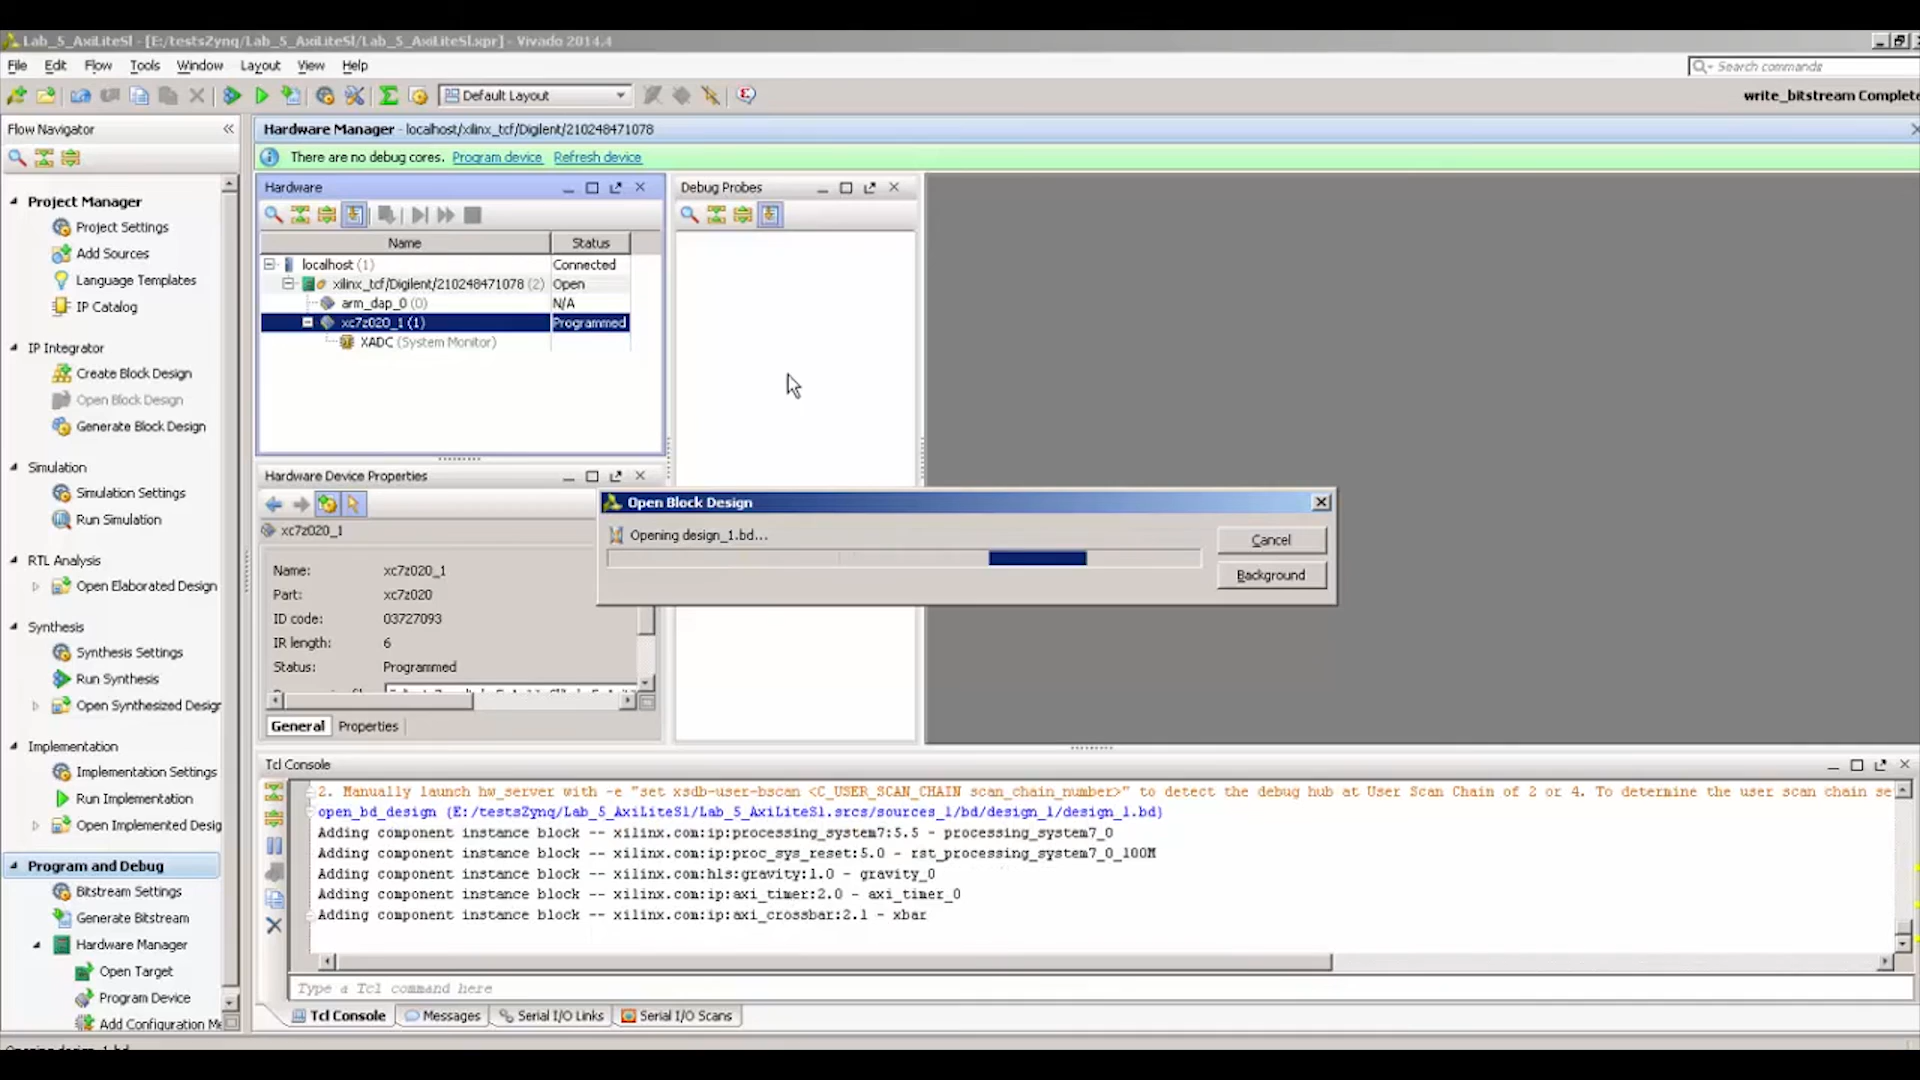 Lab_5_AxiLiteSl - [E:/testsZynq/Lab_5_AxiLiteSl/Lab_5_AxiLiteSl.xpr] - Vivado 2014.4
File Edit Flow Tools Window Layout View Help
Search commands
Default Layout
write_bitstream Complete
Flow Navigator
Project Manager
Project Settings
Add Sources
Language Templates
IP Catalog
IP Integrator
Create Block Design
Open Block Design
Generate Block Design
Simulation
Simulation Settings
Run Simulation
RTL Analysis
Open Elaborated Design
Synthesis
Synthesis Settings
Run Synthesis
Open Synthesized Design
Implementation
Implementation Settings
Run Implementation
Open Implemented Desig
Program and Debug
Bitstream Settings
Generate Bitstream
Hardware Manager
Open Target
Program Device
Add Configuration Me
Hardware Manager - localhost/xilinx_tcf/Digilent/210248471078
There are no debug cores. Program device Refresh device
Hardware
Name Status
localhost (1) Connected
xilinx_tcf/Digilent/210248471078 (2) Open
arm_dap_0 (0) N/A
xc7z020_1 (1) Programmed
XADC (System Monitor)
Debug Probes
Hardware Device Properties
xc7z020_1
Name: xc7z020_1
Part: xc7z020
ID code: 03727093
IR length: 6
Status: Programmed
General Properties
Open Block Design
Opening design_1.bd...
Cancel
Background
Tcl Console
2. Manually launch hw_server with -e "set xsdb-user-bscan <C_USER_SCAN_CHAIN scan_chain_number>" to detect the debug hub at User Scan Chain of 2 or 4. To determine the user scan chain se
open_bd_design {E:/testsZynq/Lab_5_AxiLiteSl/Lab_5_AxiLiteSl.srcs/sources_1/bd/design_1/design_1.bd}
Adding component instance block -- xilinx.com:ip:processing_system7:5.5 - processing_system7_0
Adding component instance block -- xilinx.com:ip:proc_sys_reset:5.0 - rst_processing_system7_0_100M
Adding component instance block -- xilinx.com:hls:gravity:1.0 - gravity_0
Adding component instance block -- xilinx.com:ip:axi_timer:2.0 - axi_timer_0
Adding component instance block -- xilinx.com:ip:axi_crossbar:2.1 - xbar
Type a Tcl command here
Tcl Console Messages Serial I/O Links Serial I/O Scans